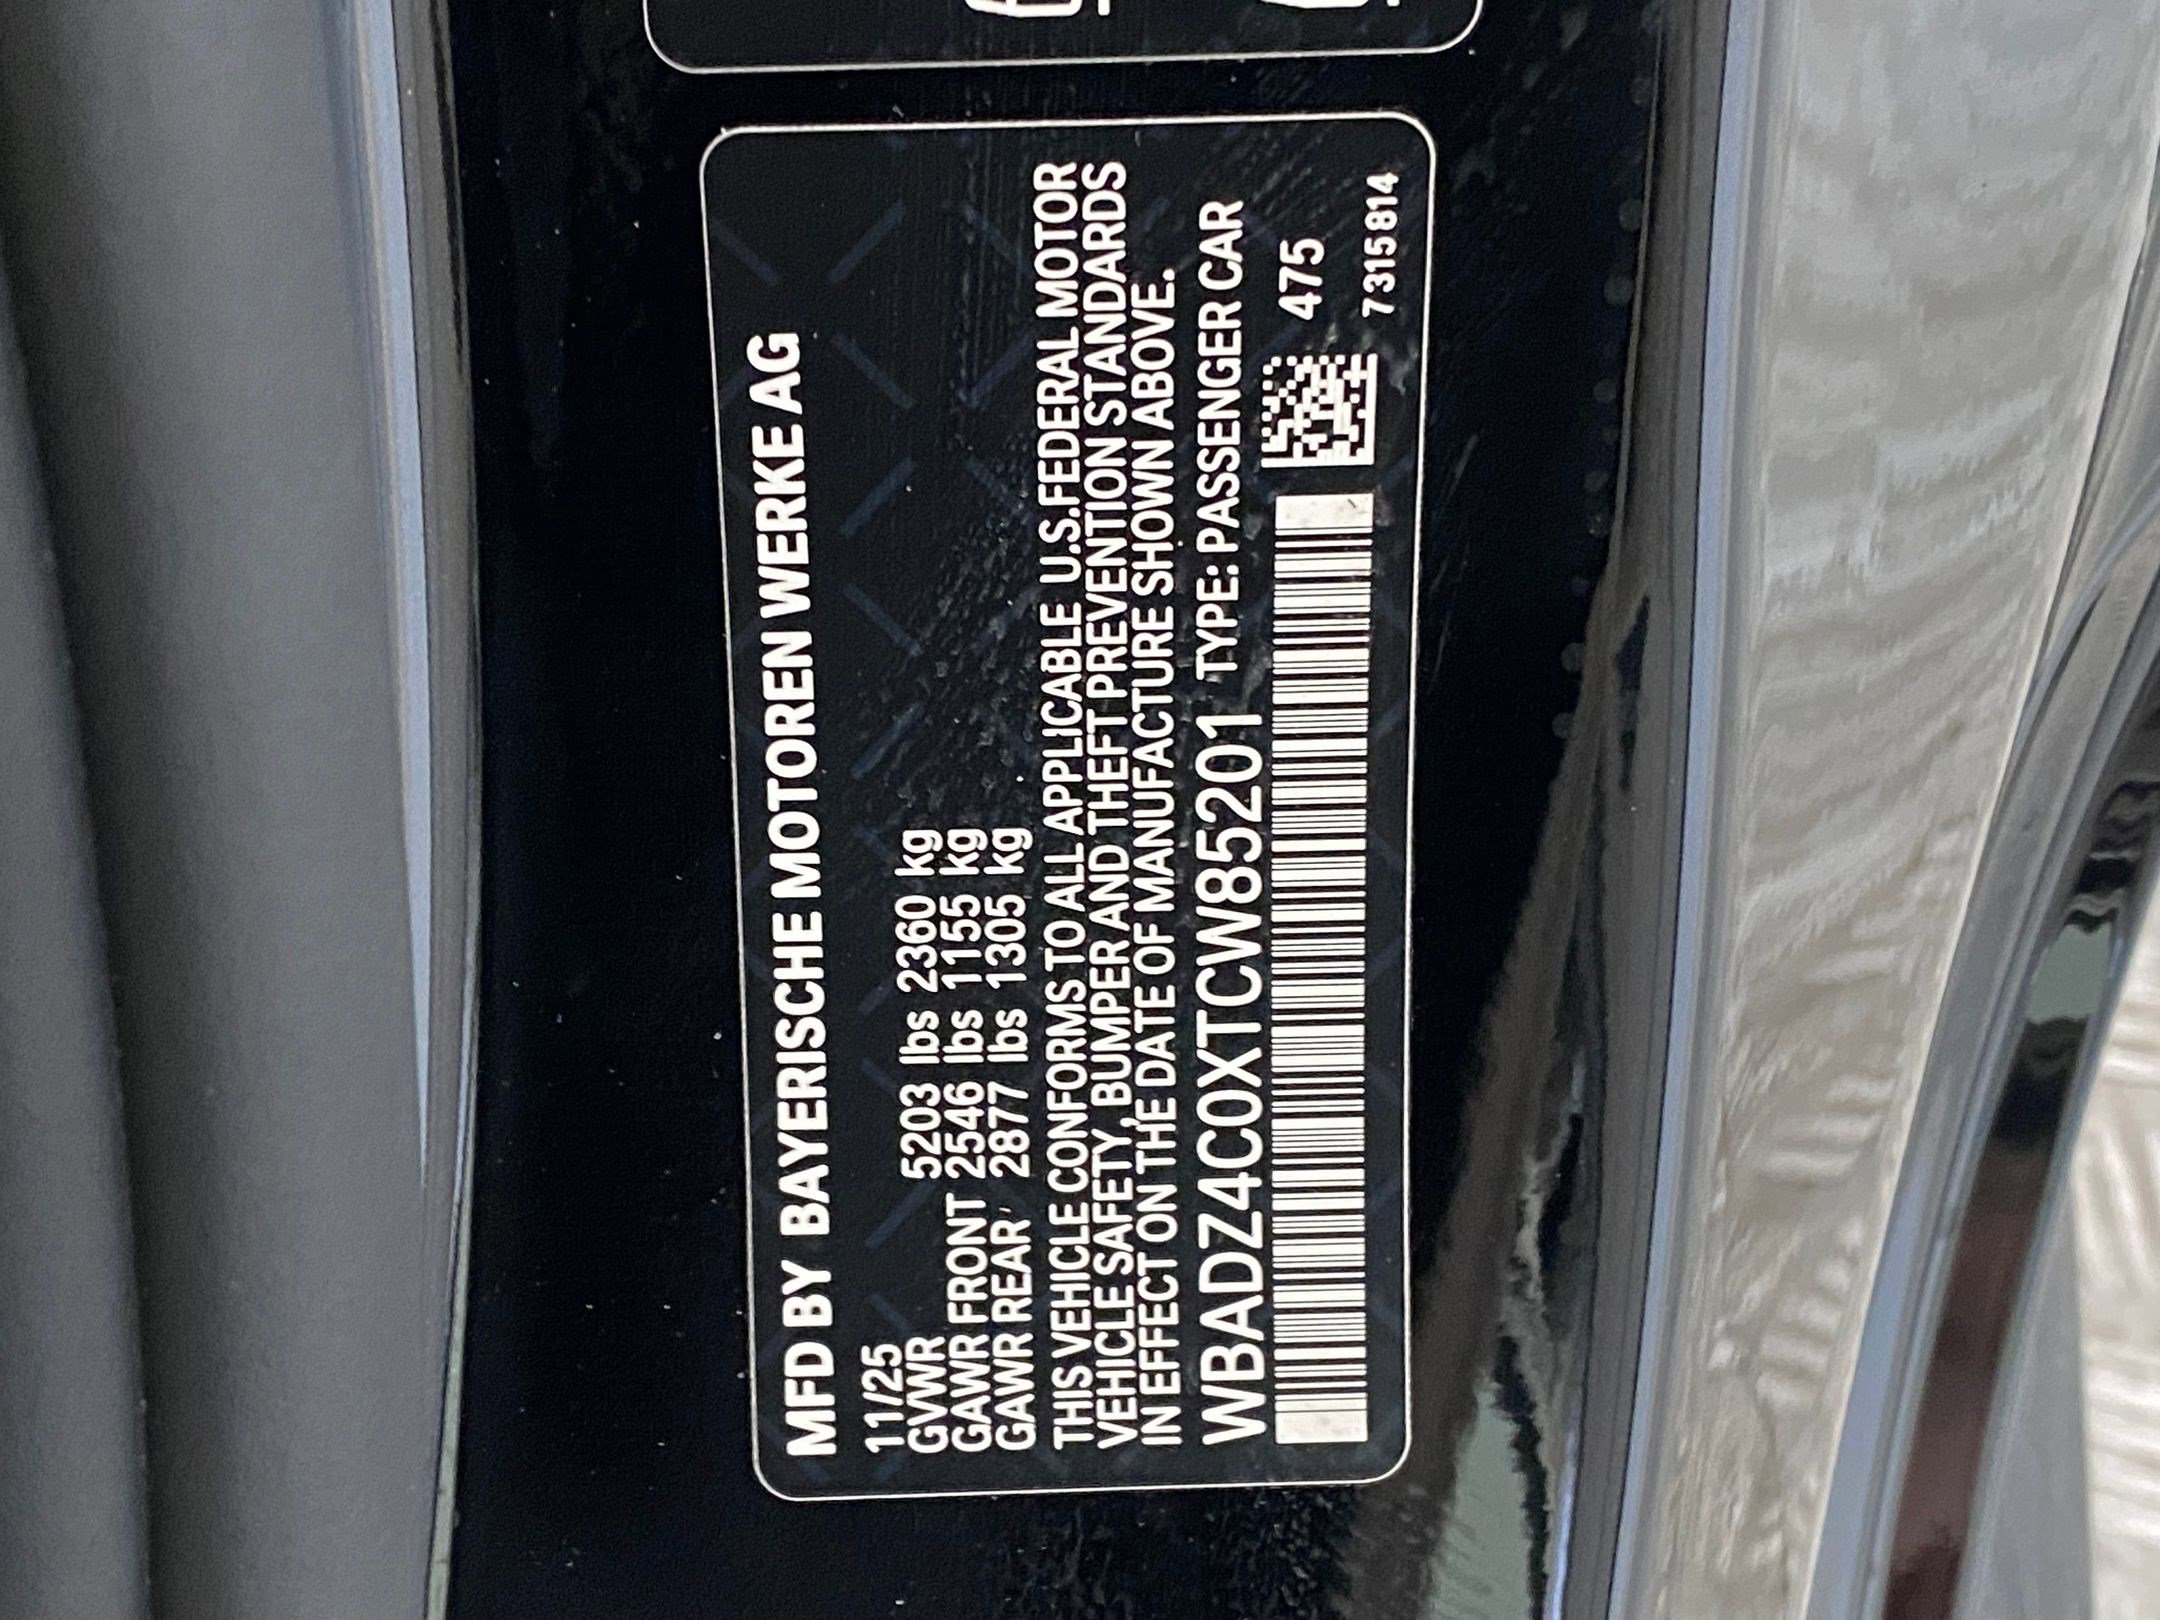 MFD BY BAYERISCHE MOTOREN WERKE AG
11/25
GVWR 5203 lbs 2360 kg
GAWR FRONT 2546 lbs 1155 kg
GAWR REAR 2877 lbs 1305 kg
THIS VEHICLE CONFORMS TO ALL APPLICABLE U.S.FEDERAL MOTOR
VEHICLE SAFETY, BUMPER AND THEFT PREVENTION STANDARDS
IN EFFECT ON THE DATE OF MANUFACTURE SHOWN ABOVE.
WBADZ4C0XTCW85201 TYPE: PASSENGER CAR
475
7315814